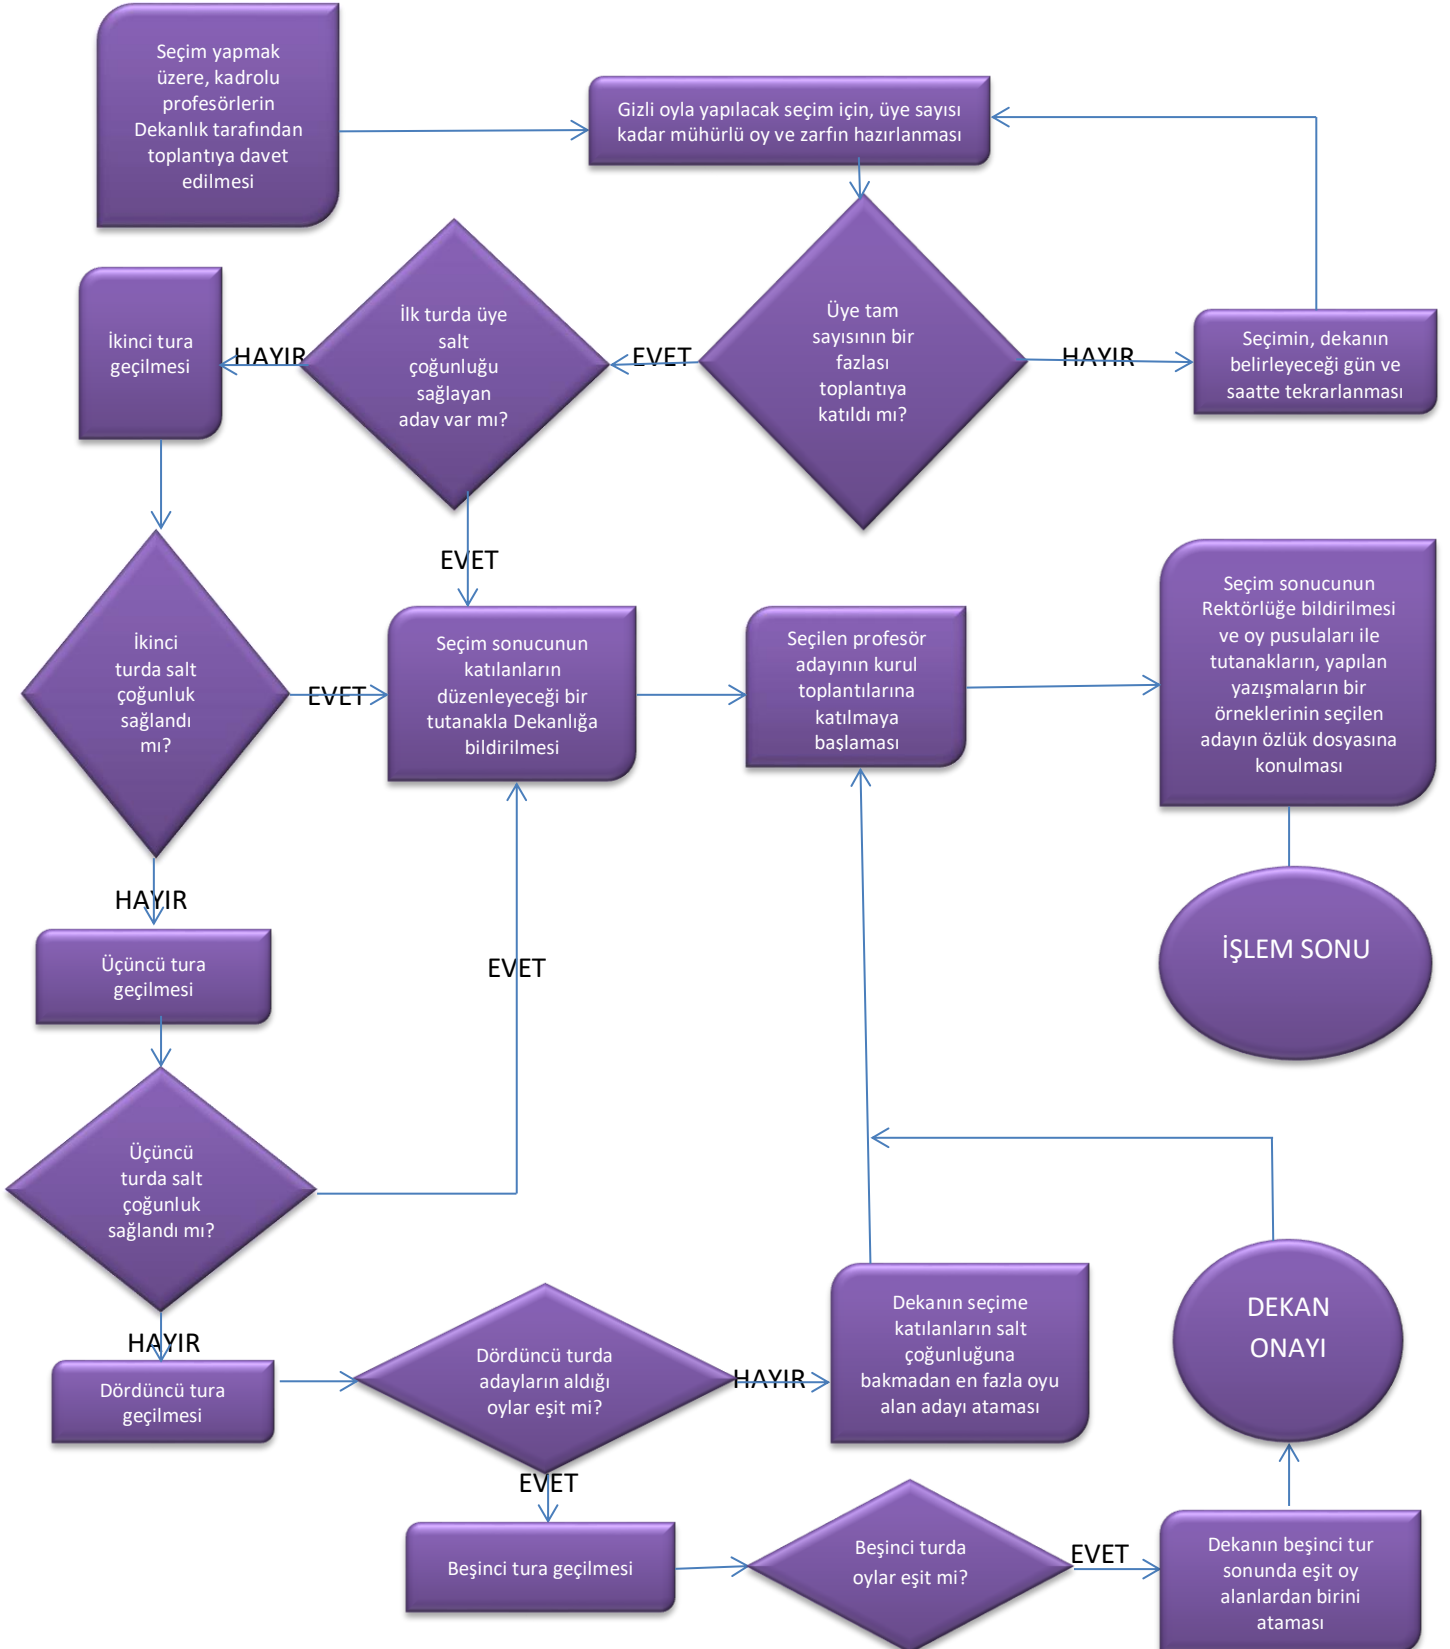 Seçim yapmak
üzere, kadrolu
profesörlerin
Dekanlık tarafından
toplantıya davet
edilmesi
Gizli oyla yapılacak seçim için, üye sayısı
kadar mühürlü oy ve zarfın hazırlanması
İkinci tura
geçilmesi
HAYIR
İlk turda üye
salt
çoğunluğu
sağlayan
aday var mı?
EVET
Üye tam
sayısının bir
fazlası
toplantıya
katıldı mı?
HAYIR
Seçimin, dekanın
belirleyeceği gün ve
saatte tekrarlanması
EVET
İkinci
turda salt
çoğunluk
sağlandı
mı?
EVET
Seçim sonucunun
katılanların
düzenleyeceği bir
tutanakla Dekanlığa
bildirilmesi
Seçilen profesör
adayının kurul
toplantılarına
katılmaya
başlaması
Seçim sonucunun
Rektörlüğe bildirilmesi
ve oy pusulaları ile
tutanakların, yapılan
yazışmaların bir
örneklerinin seçilen
adayın özlük dosyasına
konulması
HAYIR
Üçüncü tura
geçilmesi
EVET
İŞLEM SONU
Üçüncü
turda salt
çoğunluk
sağlandı mı?
HAYIR
Dördüncü tura
geçilmesi
Dördüncü turda
adayların aldığı
oylar eşit mi?
HAYIR
Dekanın seçime
katılanların salt
çoğunluğuna
bakmadan en fazla oyu
alan adayı ataması
DEKAN
ONAYI
EVET
Beşinci tura geçilmesi
Beşinci turda
oylar eşit mi?
EVET
Dekanın beşinci tur
sonunda eşit oy
alanlardan birini
ataması